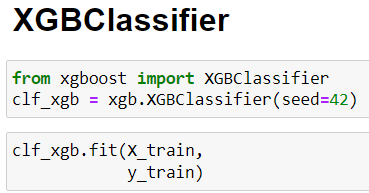 XGBClassifier
from xgboost import XGBClassifier
clf_xgb = xgb.XGBClassifier(seed=42)
clf_xgb.fit(X_train,
            y_train)